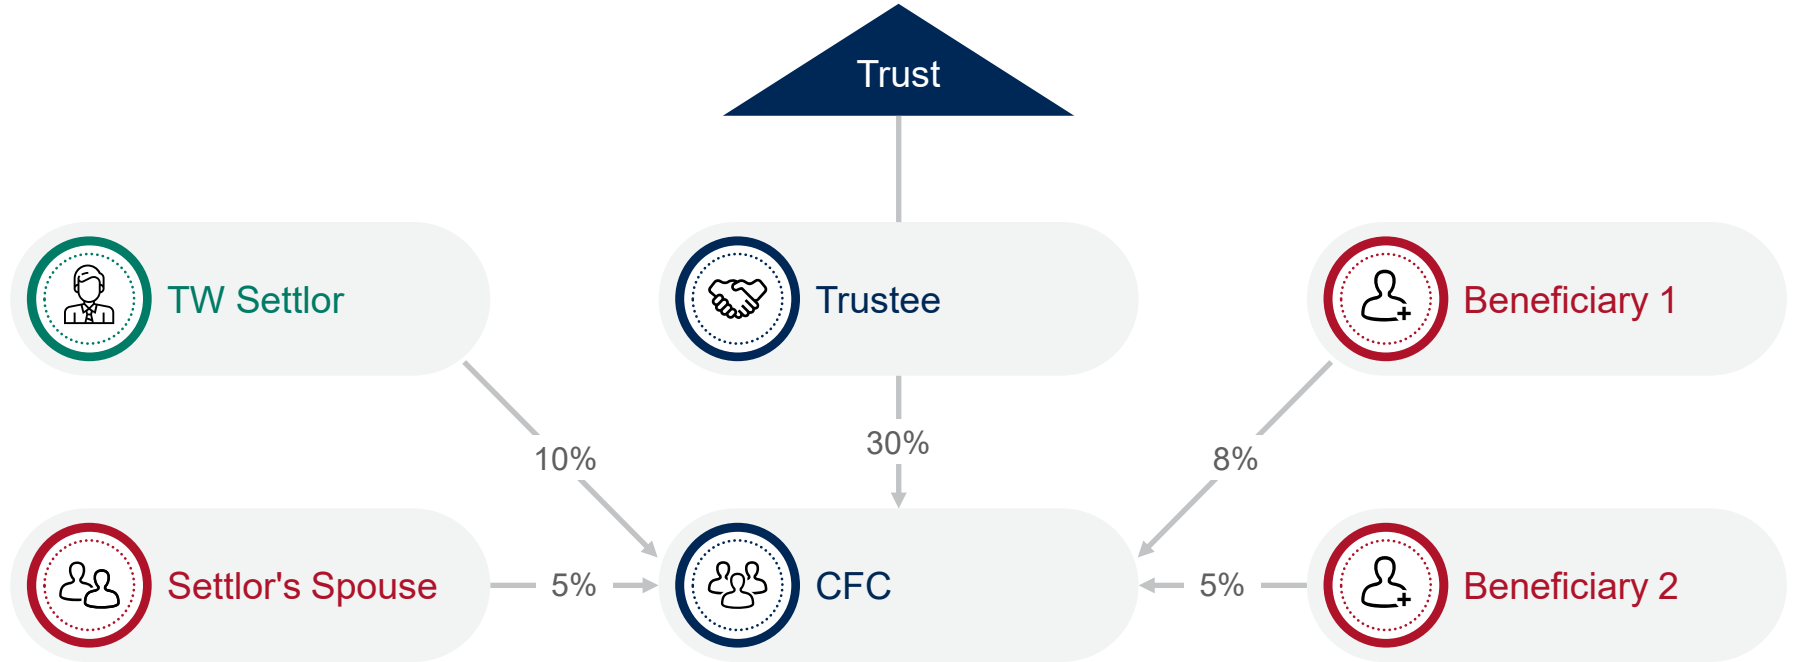 Trust
TW Settlor
Trustee
Beneficiary 1
10%
30%
8%
Settlor's Spouse
5%
CFC
5%
Beneficiary 2